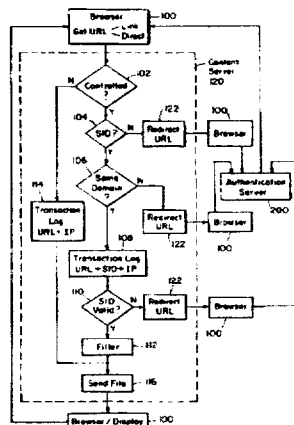 Browser
Get URL Link
Direct
100
102
Controlled
?
N
Y
Content
Server
120
104
SID?
N
Y
122
Redirect
URL
100
Browser
106
Same
Domain
?
N
Y
114
Transaction
Log
URL + IP
Redirect
URL
122
Browser
100
Authentication
Server
200
108
Transaction Log
URL + SID + IP
110
SID
Valid?
N
Y
122
Redirect
URL
Browser
100
Filter
112
Send File
116
Browser / Display
100